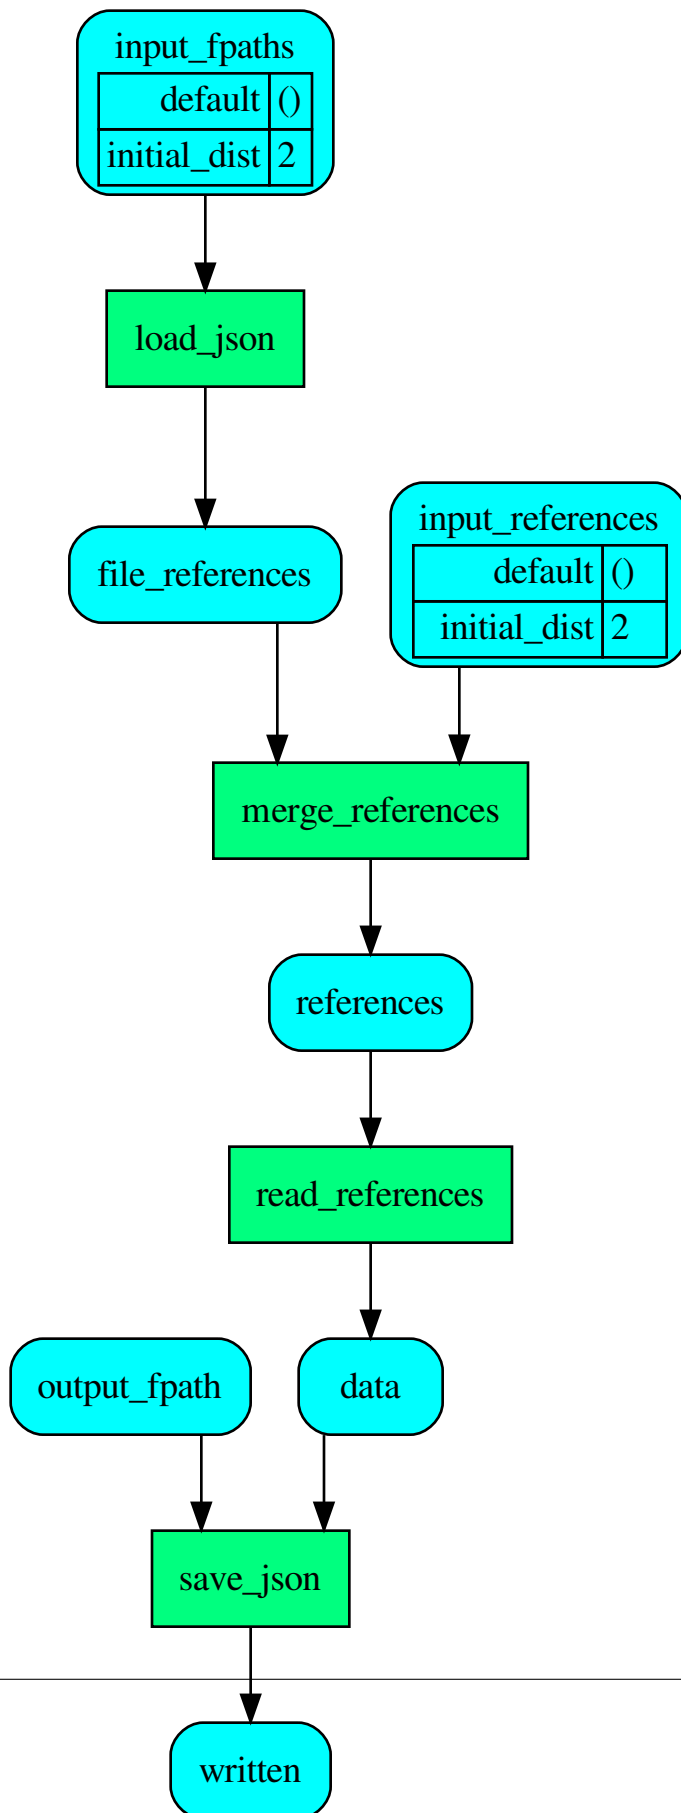 input_fpaths
default ()
initial_dist 2
load_json
file_references
input_references
default ()
initial_dist 2
merge_references
references
read_references
output_fpath
data
save_json
written